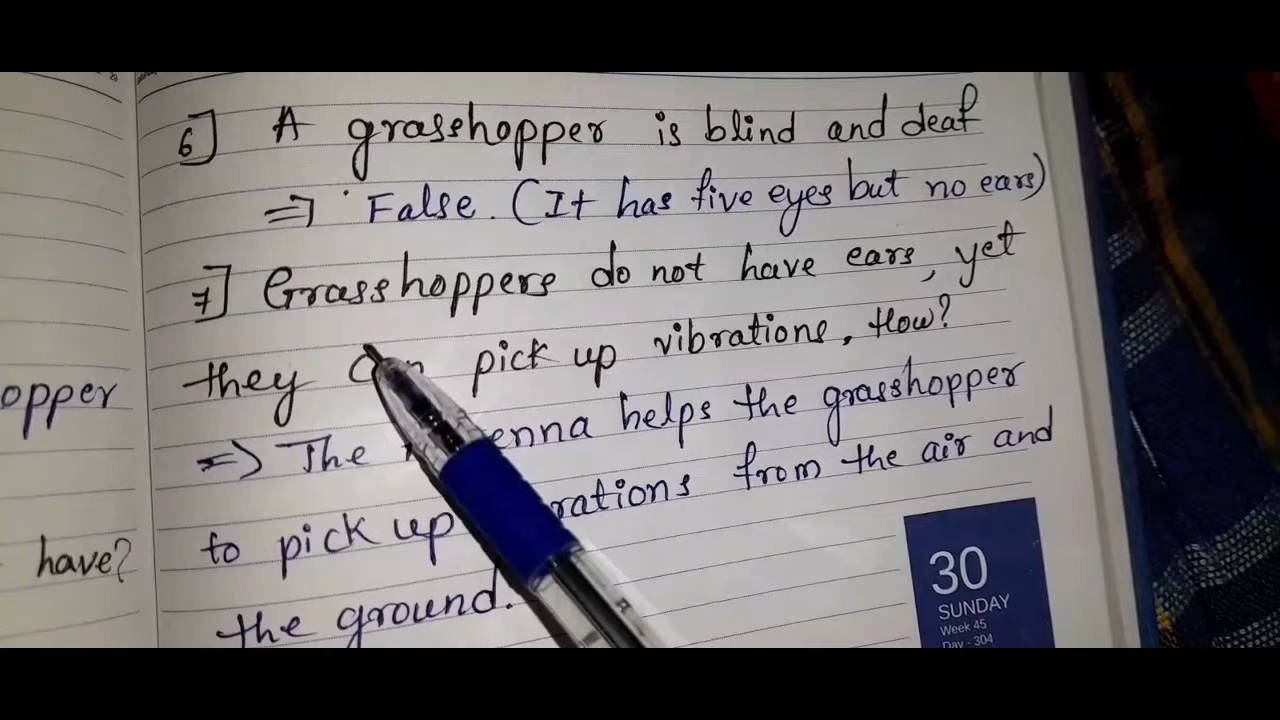 6] A grasshopper is blind and deaf
=> False. (It has five eyes but no ears)
7] Grasshoppers do not have ears, yet
they pick up vibrations, How?
=> The helps the grasshopper
to pick up from the air and
the ground.
opper
have?
30
SUNDAY
Week 45
Day - 304